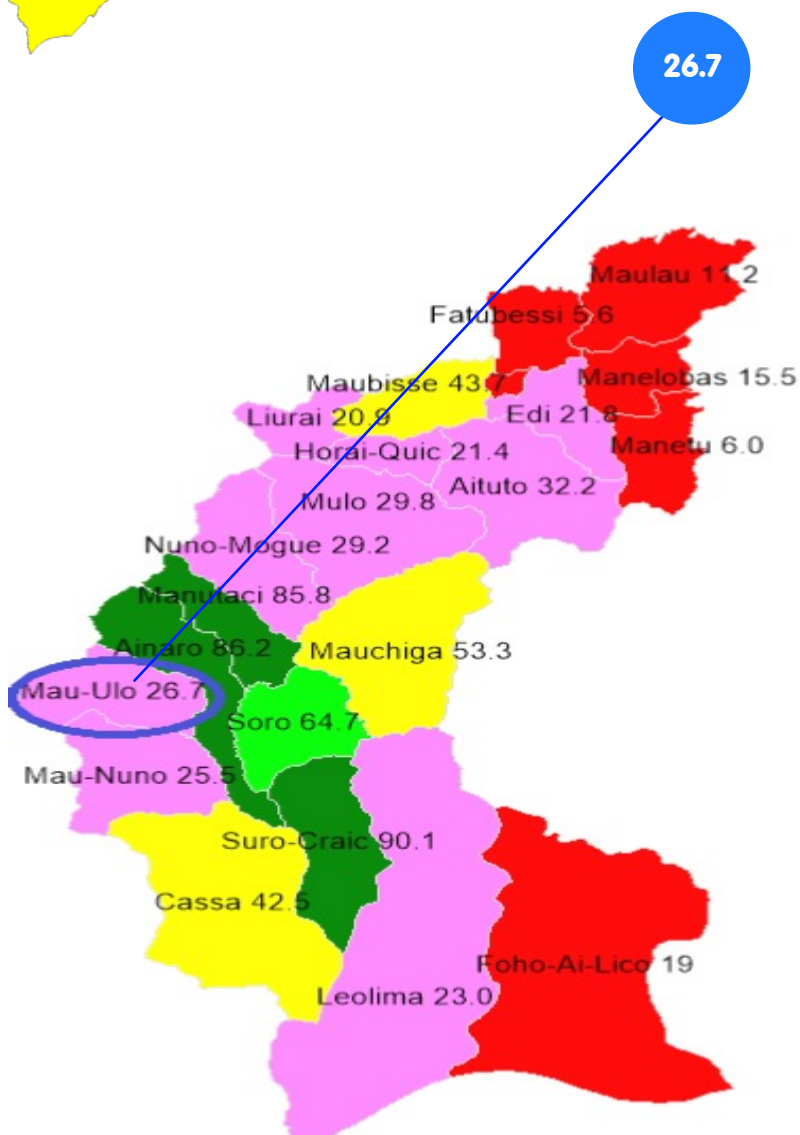 26.7
Maulau 11.2
Fatubessi 5.6
Manelobas 15.5
Maubisse 43.7
Liurai 20.9
Edi 21.8
Manetu 6.0
Horai-Quic 21.4
Aituto 32.2
Mulo 29.8
Nuno-Mogue 29.2
Manutaci 85.8
Ainaro 86.2
Mauchiga 53.3
Mau-Ulo 26.7
Soro 64.7
Mau-Nuno 25.5
Suro-Craic 90.1
Cassa 42.5
Foho-Ai-Lico 19
Leolima 23.0